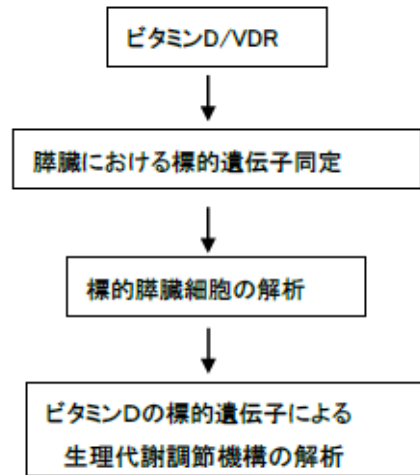 ビタミンD/VDR
膵臓における標的遺伝子同定
標的膵臓細胞の解析
ビタミンDの標的遺伝子による
生理代謝調節機構の解析